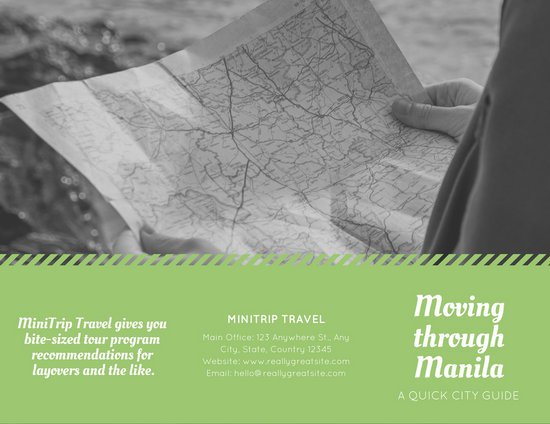 MiniTrip Travel gives you
bite-sized tour program
recommendations for
layovers and the like.
MINITRIP TRAVEL
Main Office: 123 Anywhere St., Any
City, State, Country 12345
Website: www.reallygreatsite.com
Email: hello@reallygreatsite.com
Moving
through
Manila
A QUICK CITY GUIDE